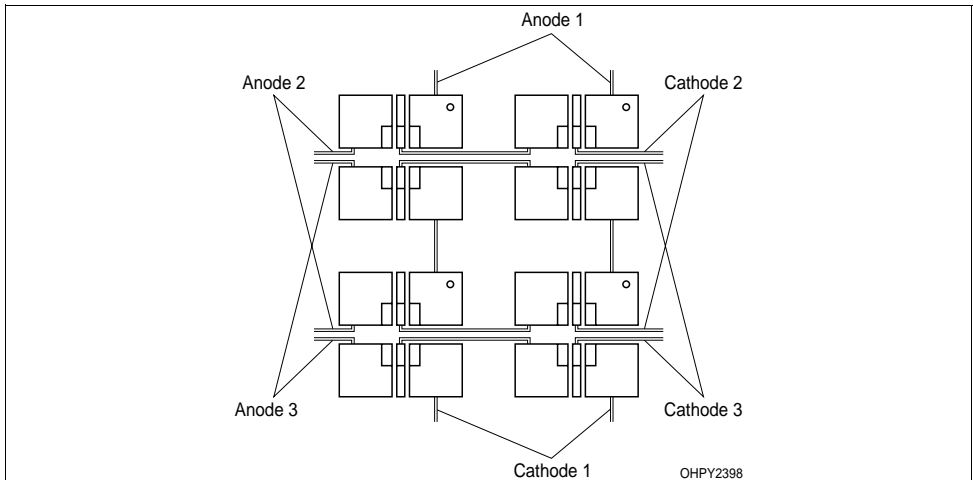 Anode 1
Anode 2
Cathode 2
Anode 3
Cathode 3
Cathode 1
OHPY2398